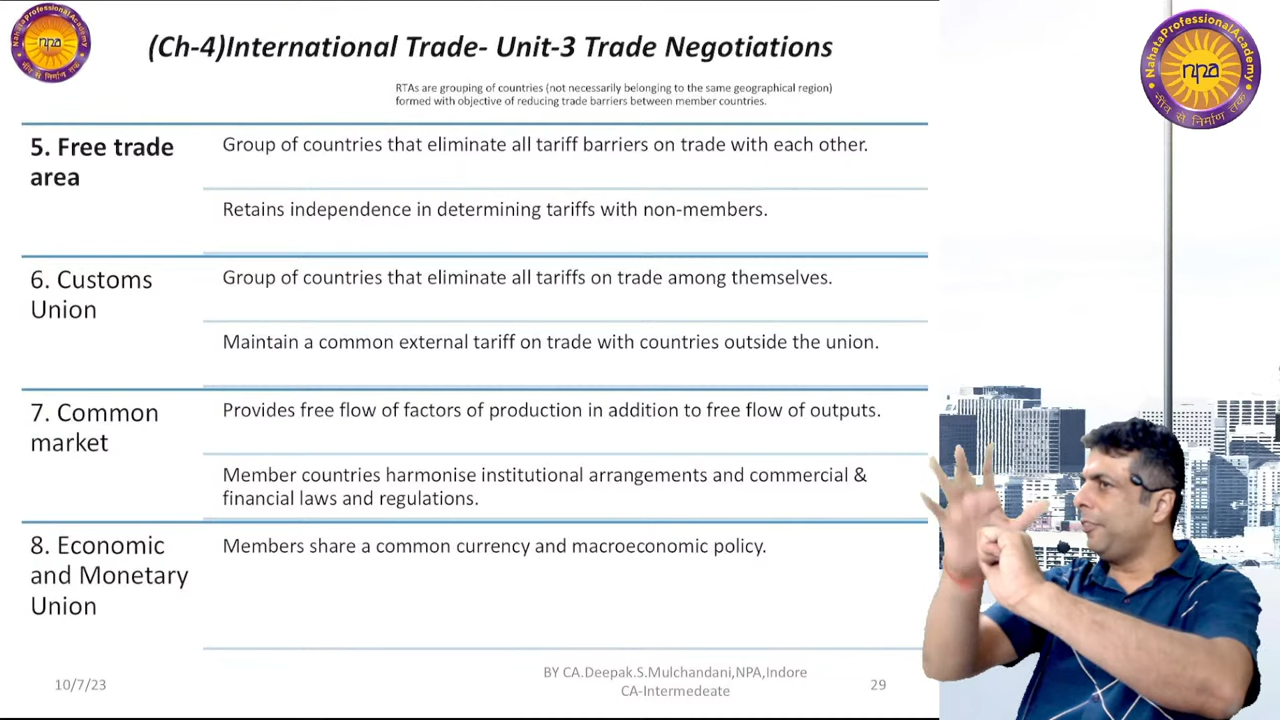 (Ch-4)International Trade- Unit-3 Trade Negotiations
RTAs are grouping of countries (not necessarily belonging to the same geographical region)
formed with objective of reducing trade barriers between member countries.
5. Free trade
area
Group of countries that eliminate all tariff barriers on trade with each other.
Retains independence in determining tariffs with non-members.
6. Customs
Union
Group of countries that eliminate all tariffs on trade among themselves.
Maintain a common external tariff on trade with countries outside the union.
7. Common
market
Provides free flow of factors of production in addition to free flow of outputs.
Member countries harmonise institutional arrangements and commercial &
financial laws and regulations.
8. Economic
and Monetary
Union
Members share a common currency and macroeconomic policy.
10/7/23
BY CA.Deepak.S.Mulchandani,NPA,Indore
CA-Intermedeate
29
NahataProfessionalAcademy
npa
नींव से निर्माण तक
NahataProfessionalAcademy
npa
नींव से निर्माण तक